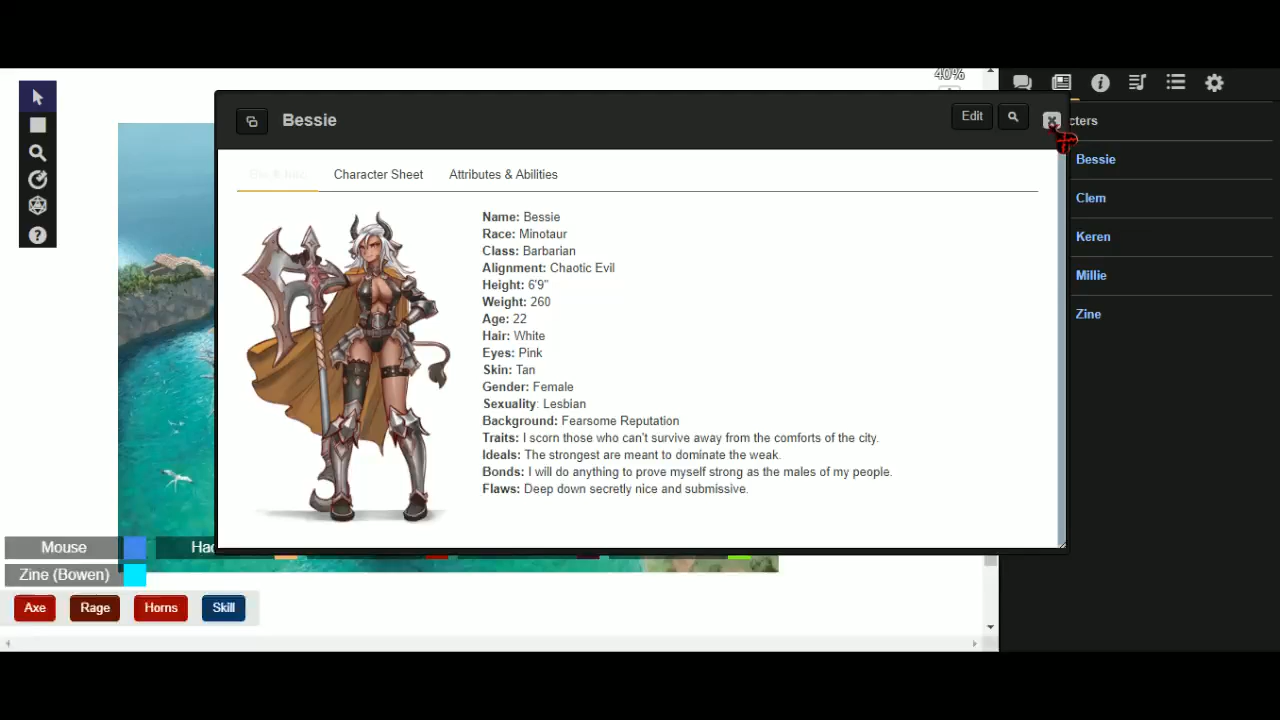 40%
Bessie
Edit
Character Sheet
Attributes & Abilities
Name: Bessie
Race: Minotaur
Class: Barbarian
Alignment: Chaotic Evil
Height: 6'9"
Weight: 260
Age: 22
Hair: White
Eyes: Pink
Skin: Tan
Gender: Female
Sexuality: Lesbian
Background: Fearsome Reputation
Traits: I scorn those who can't survive away from the comforts of the city.
Ideals: The strongest are meant to dominate the weak.
Bonds: I will do anything to prove myself strong as the males of my people.
Flaws: Deep down secretly nice and submissive.
cters
Bessie
Clem
Keren
Millie
Zine
Mouse
Hac
Zine (Bowen)
Axe
Rage
Horns
Skill